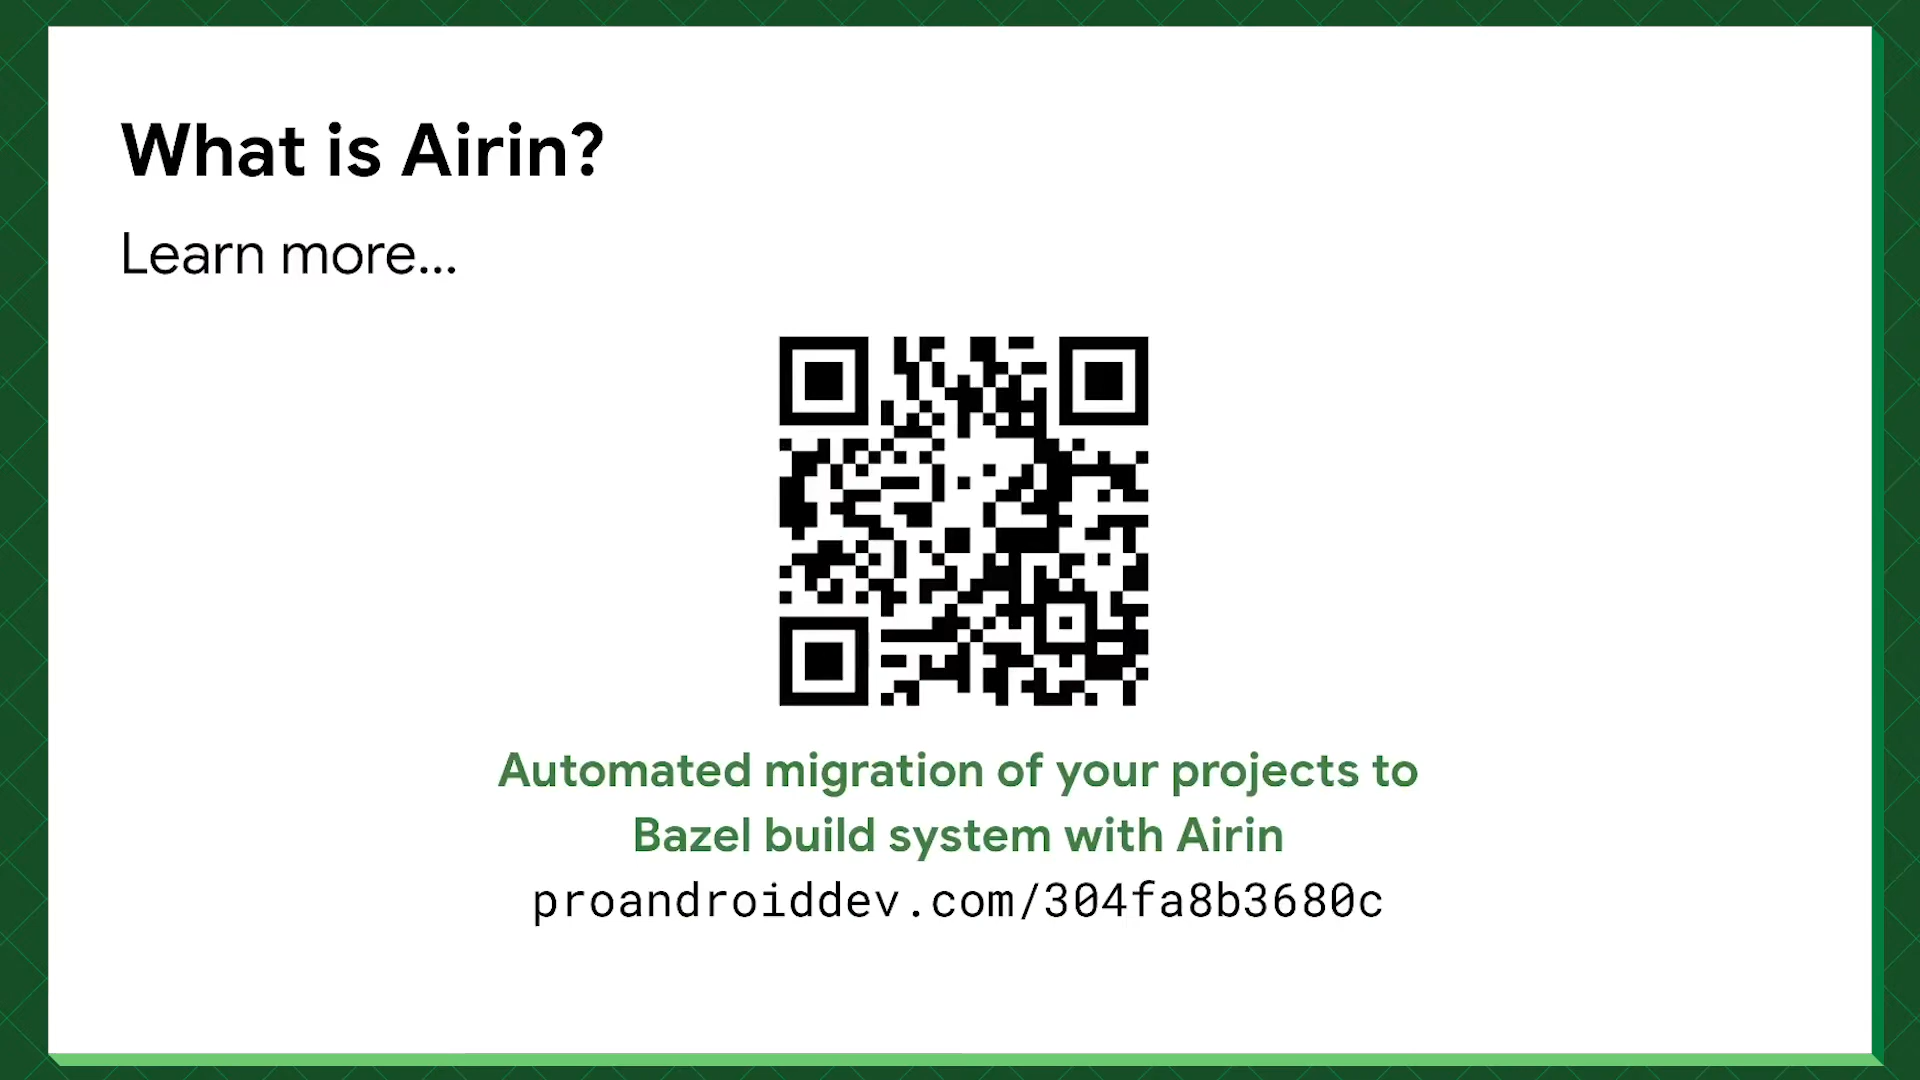 What is Airin?
Learn more...
Automated migration of your projects to
Bazel build system with Airin
proandroiddev.com/304fa8b3680c